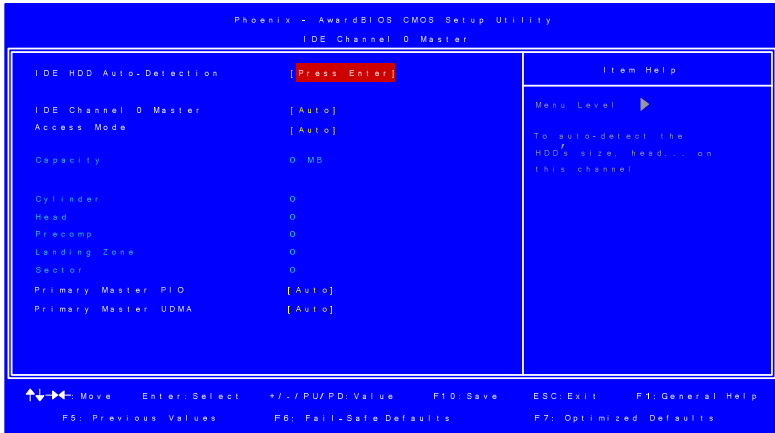 Phoenix - AwardBIOS CMOS Setup Utility
IDE Channel 0 Master
IDE HDD Auto-Detection [Press Enter]
IDE Channel 0 Master [Auto]
Access Mode [Auto]
Capacity 0 MB
Cylinder 0
Head 0
Precomp 0
Landing Zone 0
Sector 0
Primary Master PIO [Auto]
Primary Master UDMA [Auto]
Item Help
Menu Level
To auto-detect the
HDD's size, head... on
this channel
: Move Enter: Select +/-/PU/PD: Value F10: Save ESC: Exit F1: General Help
F5: Previous Values F6: Fail-Safe Defaults F7: Optimized Defaults